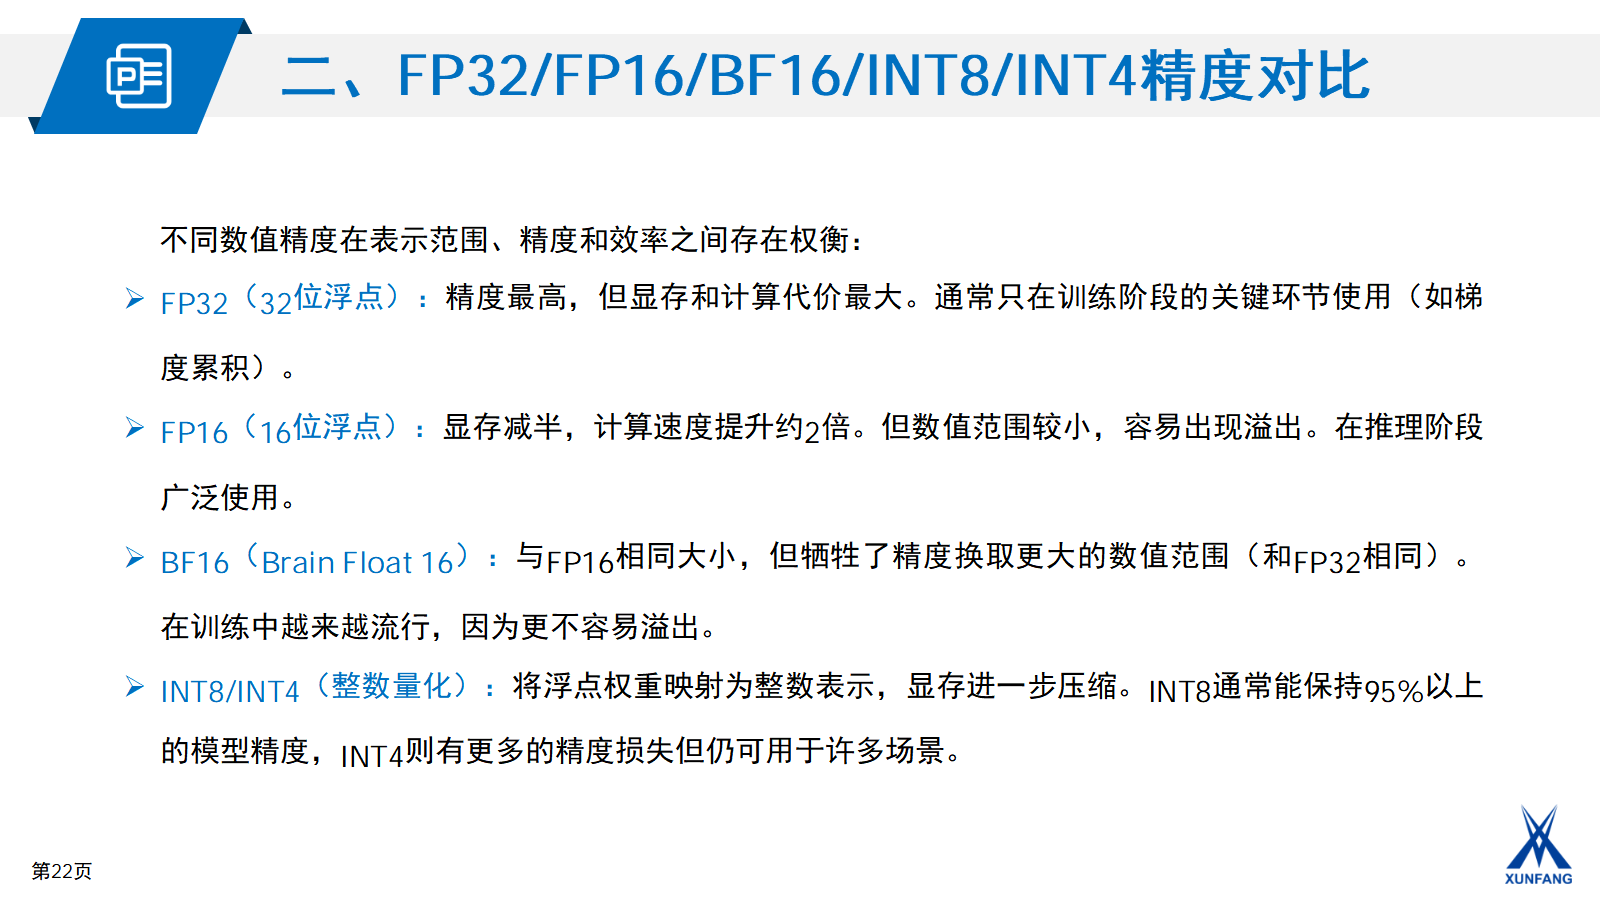 二、FP32/FP16/BF16/INT8/INT4精度对比
不同数值精度在表示范围、精度和效率之间存在权衡：
FP32（32位浮点）：精度最高，但显存和计算代价最大。通常只在训练阶段的关键环节使用（如梯
度累积）。
FP16（16位浮点）：显存减半，计算速度提升约2倍。但数值范围较小，容易出现溢出。在推理阶段
广泛使用。
BF16（Brain Float 16）：与FP16相同大小，但牺牲了精度换取更大的数值范围（和FP32相同）。
在训练中越来越流行，因为更不容易溢出。
INT8/INT4（整数量化）：将浮点权重映射为整数表示，显存进一步压缩。INT8通常能保持95%以上
的模型精度，INT4则有更多的精度损失但仍可用于许多场景。
第22页
XUNFANG